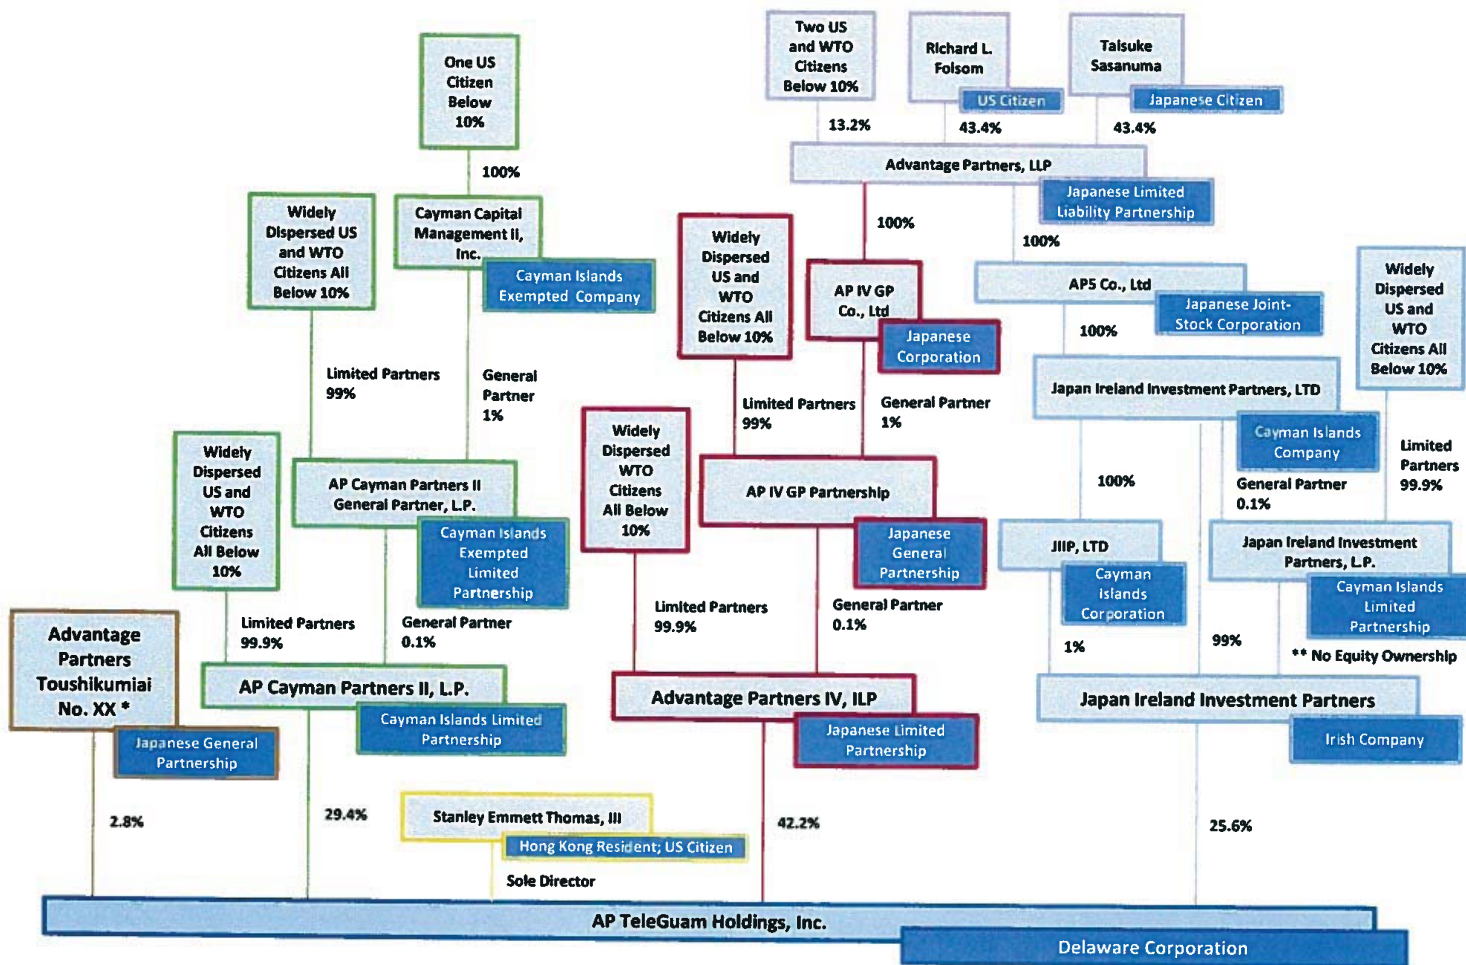 One US
Citizen
Below
10%
100%
Widely
Dispersed US
and WTO
Citizens All
Below 10%
Cayman Capital
Management II,
Inc.
Cayman Islands
Exempted Company
Limited Partners
99%
General
Partner
1%
Widely
Dispersed
US and
WTO
Citizens
All Below
10%
AP Cayman Partners II
General Partner, L.P.
Cayman Islands
Exempted
Limited
Partnership
Limited Partners
99.9%
General Partner
0.1%
Advantage
Partners
Toushikumiai
No. XX *
Japanese General
Partnership
AP Cayman Partners II, L.P.
Cayman Islands Limited
Partnership
2.8%
29.4%
Stanley Emmett Thomas, III
Hong Kong Resident; US Citizen
Sole Director
Two US
and WTO
Citizens
Below 10%
Richard L.
Folsom
US Citizen
Taisuke
Sasanuma
Japanese Citizen
13.2%
43.4%
43.4%
Advantage Partners, LLP
Japanese Limited
Liability Partnership
100%
100%
Widely
Dispersed
US and
WTO
Citizens All
Below 10%
AP IV GP
Co., Ltd
Japanese
Corporation
Limited Partners
99%
General Partner
1%
Widely
Dispersed
WTO
Citizens
All Below
10%
AP IV GP Partnership
Japanese
General
Partnership
Limited Partners
99.9%
General Partner
0.1%
Advantage Partners IV, ILP
Japanese Limited
Partnership
42.2%
AP5 Co., Ltd
Japanese Joint-
Stock Corporation
100%
Japan Ireland Investment Partners, LTD
Cayman Islands
Company
Widely
Dispersed
US and
WTO
Citizens All
Below 10%
100%
General Partner
0.1%
Limited
Partners
99.9%
JIIP, LTD
Cayman
Islands
Corporation
Japan Ireland Investment
Partners, L.P.
Cayman Islands
Limited
Partnership
1%
99%
** No Equity Ownership
Japan Ireland Investment Partners
Irish Company
25.6%
AP TeleGuam Holdings, Inc.
Delaware Corporation